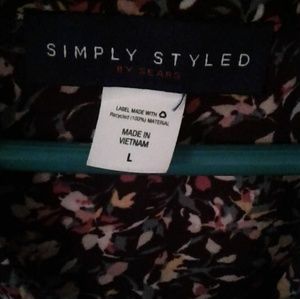 SIMPLY STYLED
BY SEARS
LABEL MADE WITH
Recycled (100%) MATERIAL
MADE IN
VIETNAM
L